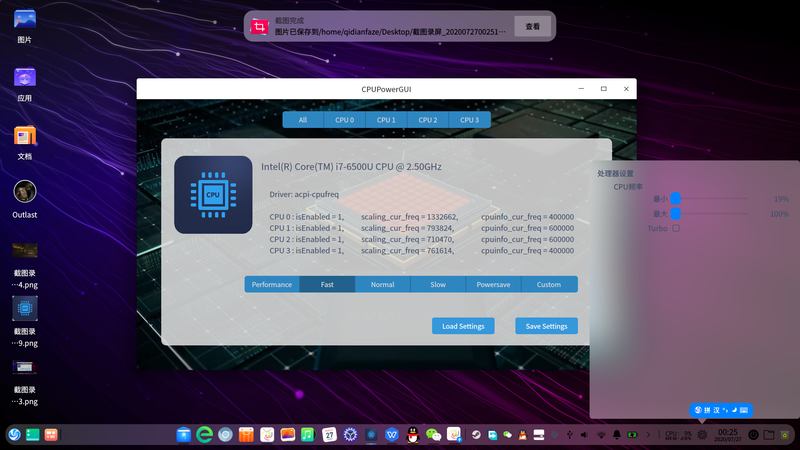 图片
应用
文档
Outlast
截图录
⋯4.png
截图录
⋯9.png
截图录
⋯3.png
截图完成
图片已保存到/home/qidianfaze/Desktop/截图录屏_2020072700251⋯
查看
CPUPowerGUI
All
CPU 0
CPU 1
CPU 2
CPU 3
CPU
Intel(R) Core(TM) i7-6500U CPU @ 2.50GHz
Driver: acpi-cpufreq
CPU 0 : isEnabled = 1, scaling_cur_freq = 1332662, cpuinfo_cur_freq = 400000
CPU 1 : isEnabled = 1, scaling_cur_freq = 793824, cpuinfo_cur_freq = 600000
CPU 2 : isEnabled = 1, scaling_cur_freq = 710470, cpuinfo_cur_freq = 600000
CPU 3 : isEnabled = 1, scaling_cur_freq = 761614, cpuinfo_cur_freq = 400000
Performance
Fast
Normal
Slow
Powersave
Custom
Load Settings
Save Settings
处理器设置
CPU频率
最小
19%
最大
100%
Turbo
拼 汉
27
00:25
2020/07/27